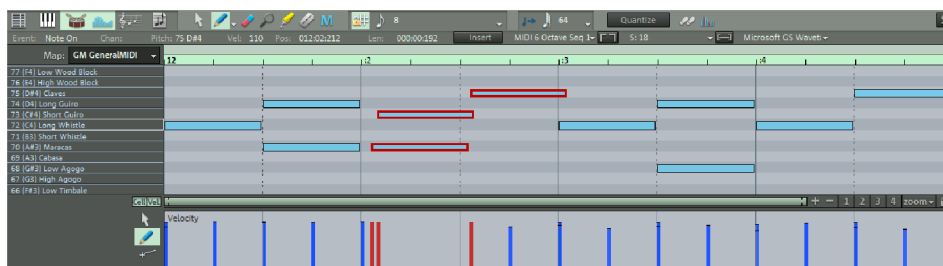 M 8 64 Quantize
Event: Note On Chan: Pitch: 75 D#4 Vel: 110 Pos: 012:02:212 Len: 000:00:192 Insert MIDI 6 Octave Seq 1 S: 18 Microsoft GS Waveti
Map: GM GeneralMIDI 12 :2 :3 :4
77 (F4) Low Wood Block
76 (E4) High Wood Block
75 (D#4) Claves
74 (D4) Long Guiro
73 (C#4) Short Guiro
72 (C4) Long Whistle
71 (B3) Short Whistle
70 (A#3) Maracas
69 (A3) Cabasa
68 (G#3) Low Agogo
67 (G3) High Agogo
66 (F#3) Low Timbale
Ctl Vel + − 1 2 3 4 zoom
Velocity